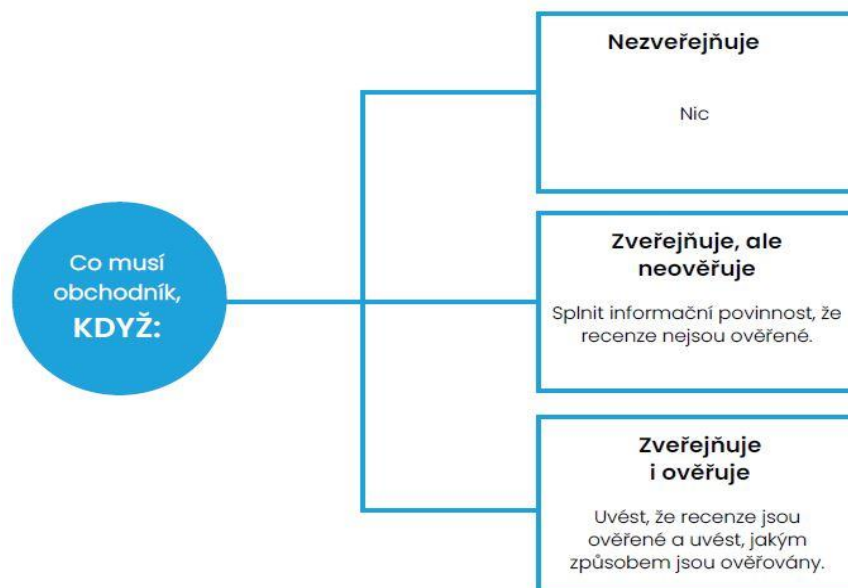 Co musí
obchodník,
KDYŽ:
Nezveřejňuje
Nic
Zveřejňuje, ale
neověřuje
Splnit informační povinnost, že
recenze nejsou ověřené.
Zveřejňuje
i ověřuje
Uvést, že recenze jsou
ověřené a uvést, jakým
způsobem jsou ověřovány.